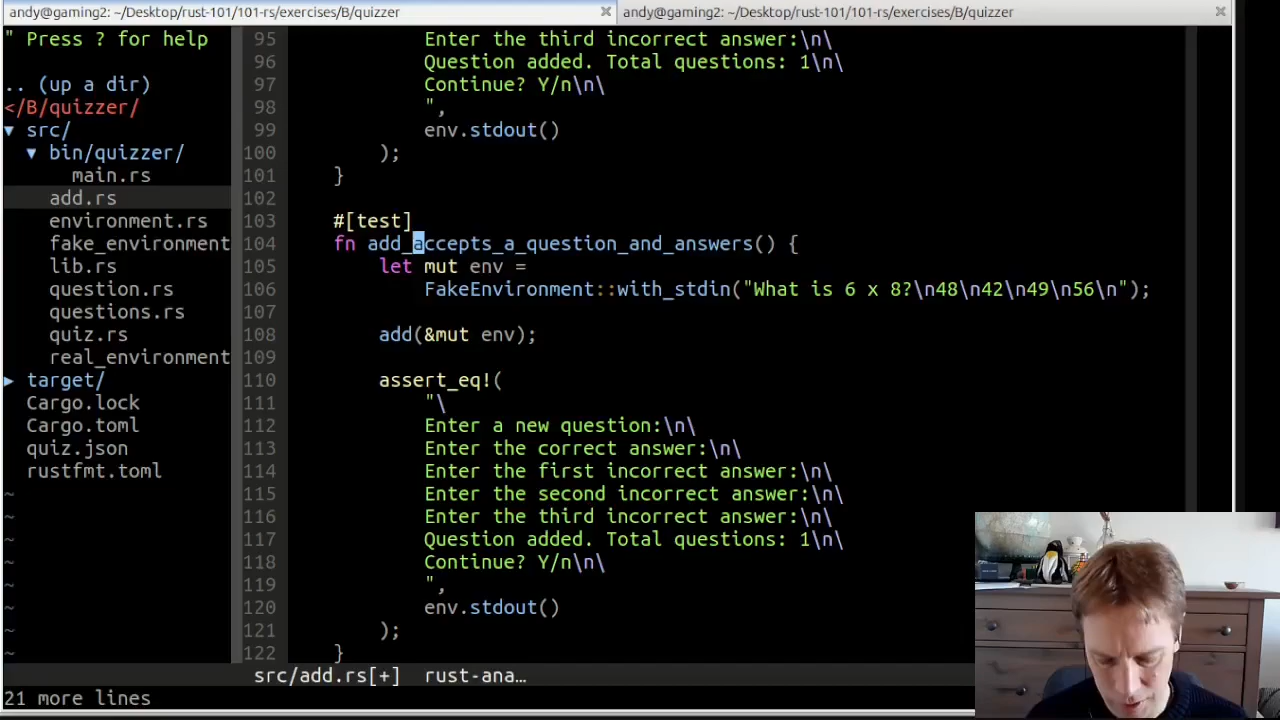 andy@gaming2: ~/Desktop/rust-101/101-rs/exercises/B/quizzer
andy@gaming2: ~/Desktop/rust-101/101-rs/exercises/B/quizzer
" Press ? for help
.. (up a dir)
</B/quizzer/
▼ src/
▼ bin/quizzer/
main.rs
add.rs
environment.rs
fake_environment
lib.rs
question.rs
questions.rs
quiz.rs
real_environment
▶ target/
Cargo.lock
Cargo.toml
quiz.json
rustfmt.toml
~
~
~
~
~
~
~
~
95 Enter the third incorrect answer:\n\
96 Question added. Total questions: 1\n\
97 Continue? Y/n\n\
98 ",
99 env.stdout()
100 );
101 }
102
103 #[test]
104 fn add_accepts_a_question_and_answers() {
105 let mut env =
106 FakeEnvironment::with_stdin("What is 6 x 8?\n48\n42\n49\n56\n");
107
108 add(&mut env);
109
110 assert_eq!(
111 "\
112 Enter a new question:\n\
113 Enter the correct answer:\n\
114 Enter the first incorrect answer:\n\
115 Enter the second incorrect answer:\n\
116 Enter the third incorrect answer:\n\
117 Question added. Total questions: 1\n\
118 Continue? Y/n\n\
119 ",
120 env.stdout()
121 );
122 }
src/add.rs[+] rust-ana…
21 more lines